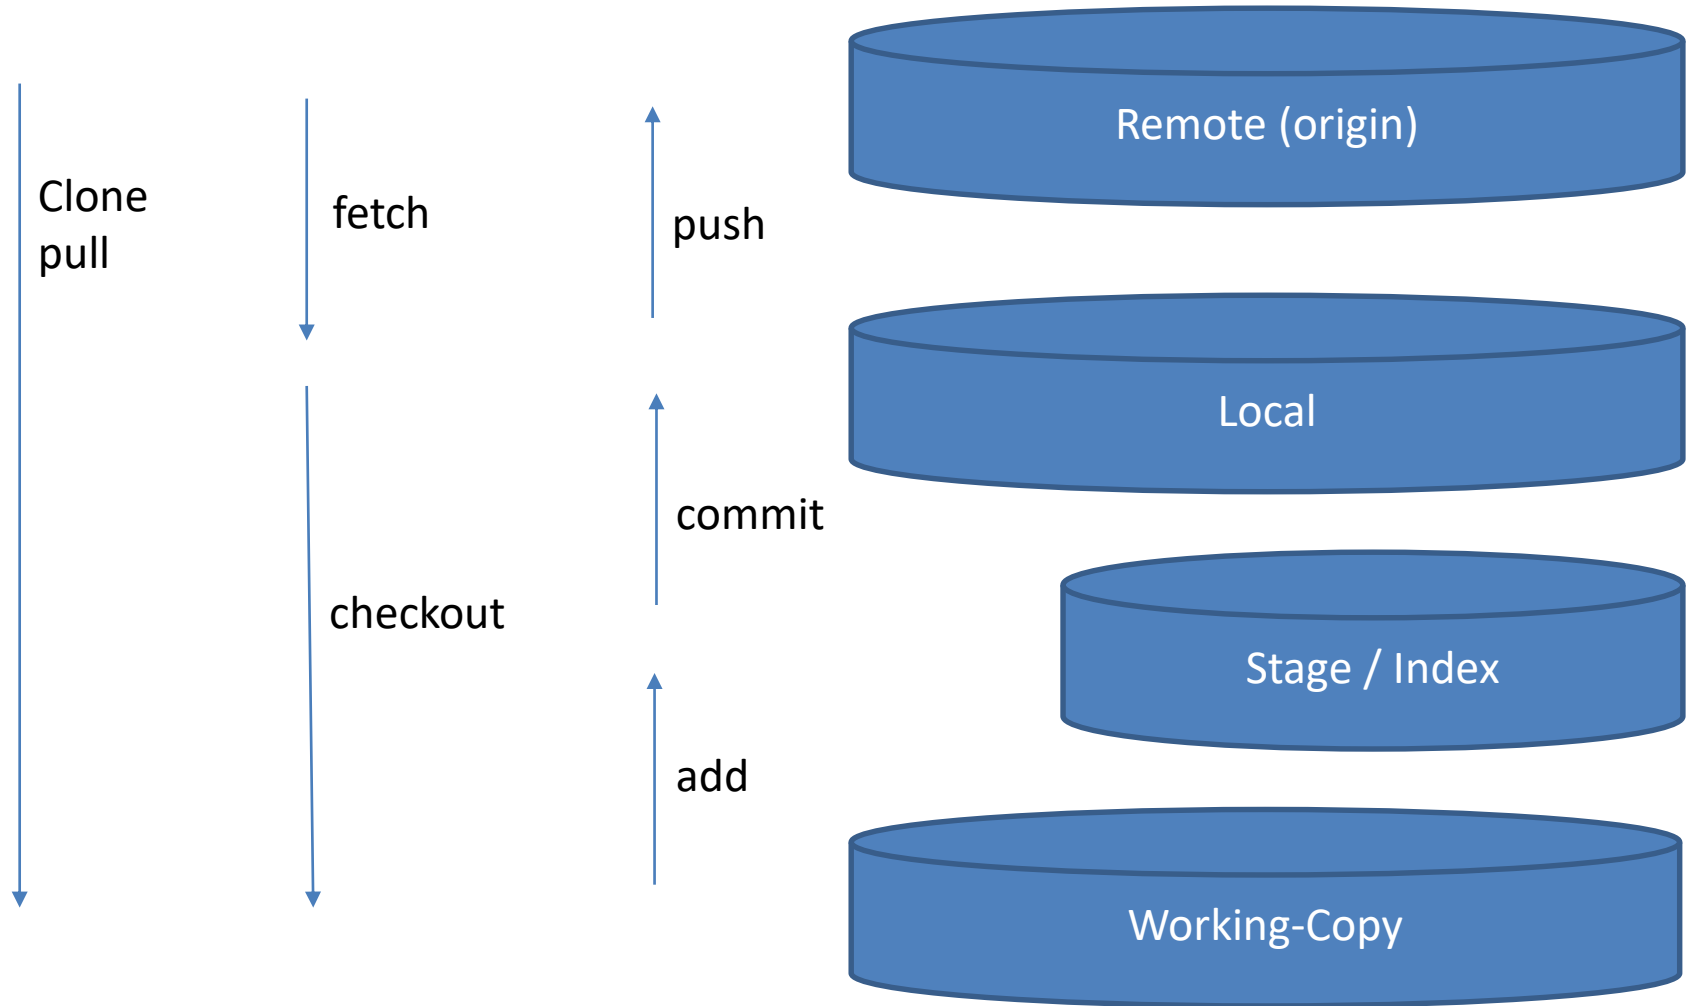 Clone
pull
fetch
push
Remote (origin)
Local
commit
checkout
Stage / Index
add
Working-Copy